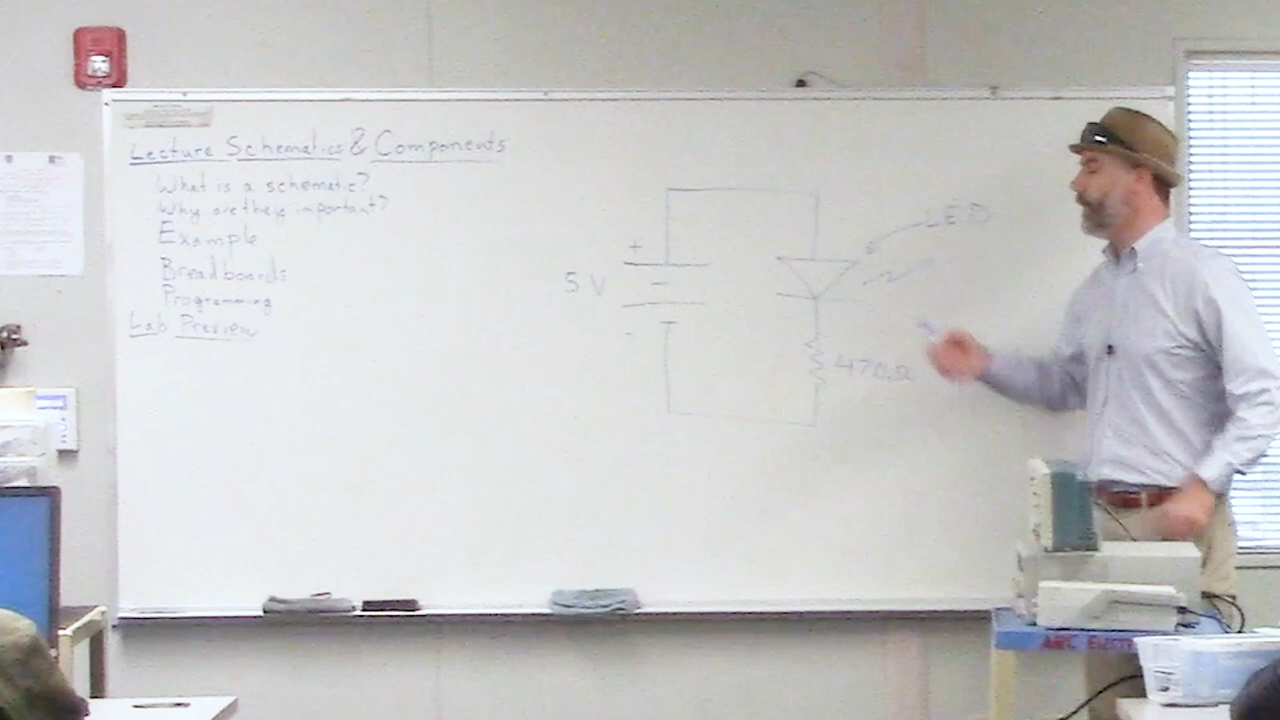 Lecture Schematics & Components
What is a schematic?
Why are they important?
Example
Breadboards
Programming
Lab Preview
LED
+
5 V
-
470Ω